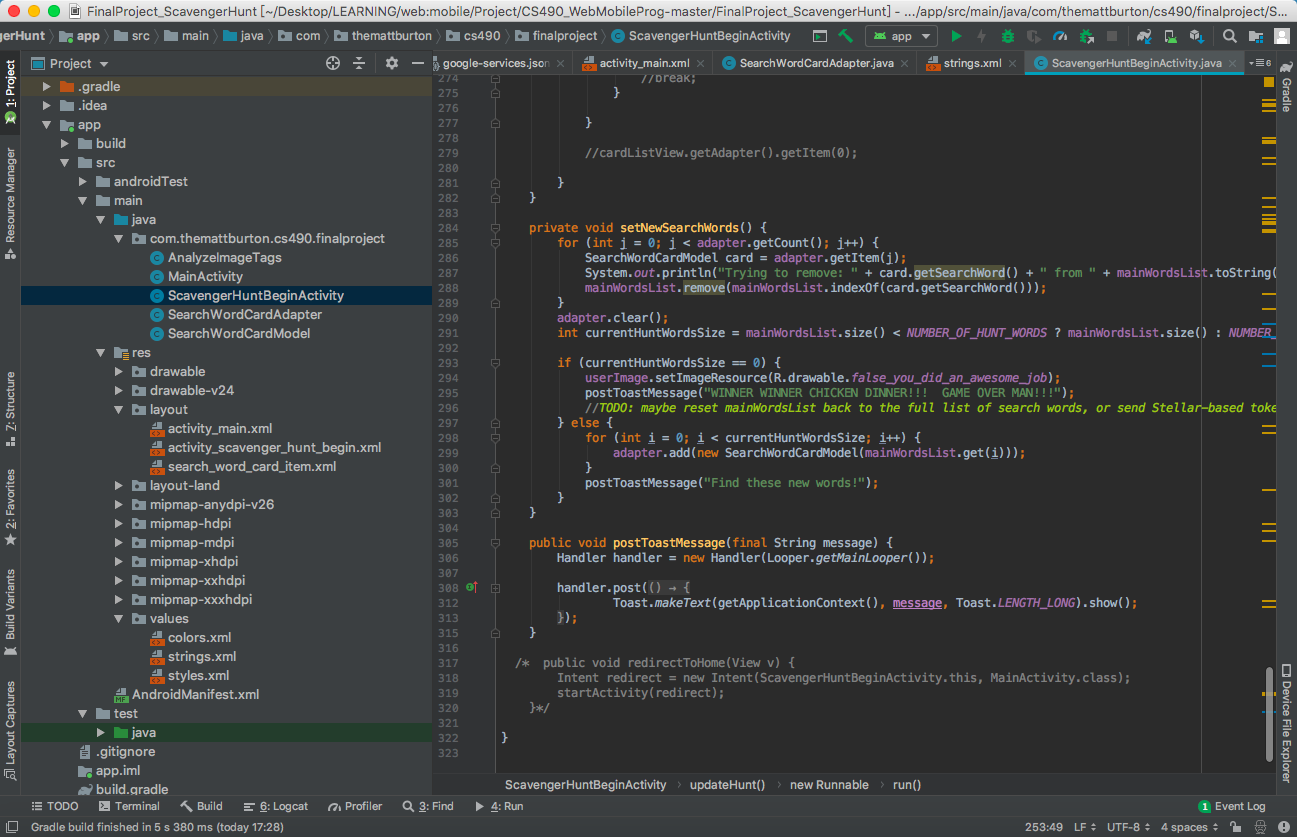 FinalProject_ScavengerHunt [~/Desktop/LEARNING/web:mobile/Project/CS490_WebMobileProg-master/FinalProject_ScavengerHunt] - .../app/src/main/java/com/themattburton/cs490/finalproject/S...
gerHunt app src main java com themattburton cs490 finalproject ScavengerHuntBeginActivity app
Project google-services.json activity_main.xml SearchWordCardAdapter.java strings.xml ScavengerHuntBeginActivity.java 6
1: Project
Resource Manager
Z: Structure
2: Favorites
Build Variants
Layout Captures
.gradle
.idea
app
build
src
androidTest
main
java
com.themattburton.cs490.finalproject
AnalyzeImageTags
MainActivity
ScavengerHuntBeginActivity
SearchWordCardAdapter
SearchWordCardModel
res
drawable
drawable-v24
layout
activity_main.xml
activity_scavenger_hunt_begin.xml
search_word_card_item.xml
layout-land
mipmap-anydpi-v26
mipmap-hdpi
mipmap-mdpi
mipmap-xhdpi
mipmap-xxhdpi
mipmap-xxxhdpi
values
colors.xml
strings.xml
styles.xml
AndroidManifest.xml
test
java
.gitignore
app.iml
build.gradle
274 //break;
275 }
276
277 }
278
279 //cardListView.getAdapter().getItem(0);
280
281 }
282 }
283
284 private void setNewSearchWords() {
285 for (int j = 0; j < adapter.getCount(); j++) {
286 SearchWordCardModel card = adapter.getItem(j);
287 System.out.println("Trying to remove: " + card.getSearchWord() + " from " + mainWordsList.toString(
288 mainWordsList.remove(mainWordsList.indexOf(card.getSearchWord()));
289 }
290 adapter.clear();
291 int currentHuntWordsSize = mainWordsList.size() < NUMBER_OF_HUNT_WORDS ? mainWordsList.size() : NUMBER_
292
293 if (currentHuntWordsSize == 0) {
294 userImage.setImageResource(R.drawable.false_you_did_an_awesome_job);
295 postToastMessage("WINNER WINNER CHICKEN DINNER!!!  GAME OVER MAN!!!");
296 //TODO: maybe reset mainWordsList back to the full list of search words, or send Stellar-based toke
297 } else {
298 for (int i = 0; i < currentHuntWordsSize; i++) {
299 adapter.add(new SearchWordCardModel(mainWordsList.get(i)));
300 }
301 postToastMessage("Find these new words!");
302 }
303 }
304
305 public void postToastMessage(final String message) {
306 Handler handler = new Handler(Looper.getMainLooper());
307
308 handler.post(() → {
312 Toast.makeText(getApplicationContext(), message, Toast.LENGTH_LONG).show();
313 });
315 }
316
317 /*  public void redirectToHome(View v) {
318 Intent redirect = new Intent(ScavengerHuntBeginActivity.this, MainActivity.class);
319 startActivity(redirect);
320 }*/
321
322 }
323
Gradle
Device File Explorer
ScavengerHuntBeginActivity › updateHunt() › new Runnable › run()
TODO Terminal Build 6: Logcat Profiler 3: Find 4: Run 1 Event Log
Gradle build finished in 5 s 380 ms (today 17:28) 253:49 LF UTF-8 4 spaces